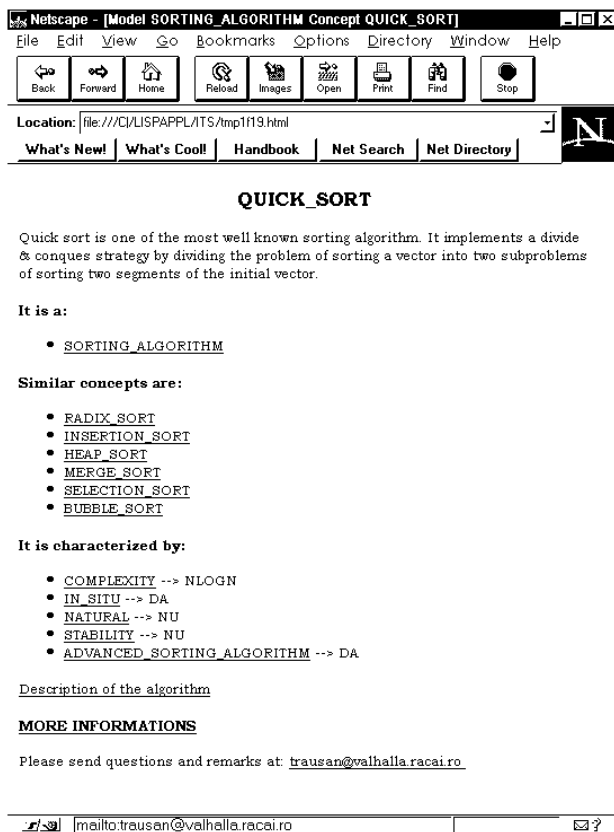 Netscape - [Model SORTING_ALGORITHM Concept QUICK_SORT]
File Edit View Go Bookmarks Options Directory Window Help
Back Forward Home Reload Images Open Print Find Stop
Location: file:///C|/LISPAPPL/ITS/tmp1f19.html
N
What's New! What's Cool! Handbook Net Search Net Directory
QUICK_SORT
Quick sort is one of the most well known sorting algorithm. It implements a divide
& conques strategy by dividing the problem of sorting a vector into two subproblems
of sorting two segments of the initial vector.
It is a:
• SORTING_ALGORITHM
Similar concepts are:
• RADIX_SORT
• INSERTION_SORT
• HEAP_SORT
• MERGE_SORT
• SELECTION_SORT
• BUBBLE_SORT
It is characterized by:
• COMPLEXITY --> NLOGN
• IN_SITU --> DA
• NATURAL --> NU
• STABILITY --> NU
• ADVANCED_SORTING_ALGORITHM --> DA
Description of the algorithm
MORE INFORMATIONS
Please send questions and remarks at: trausan@valhalla.racai.ro
mailto:trausan@valhalla.racai.ro ?